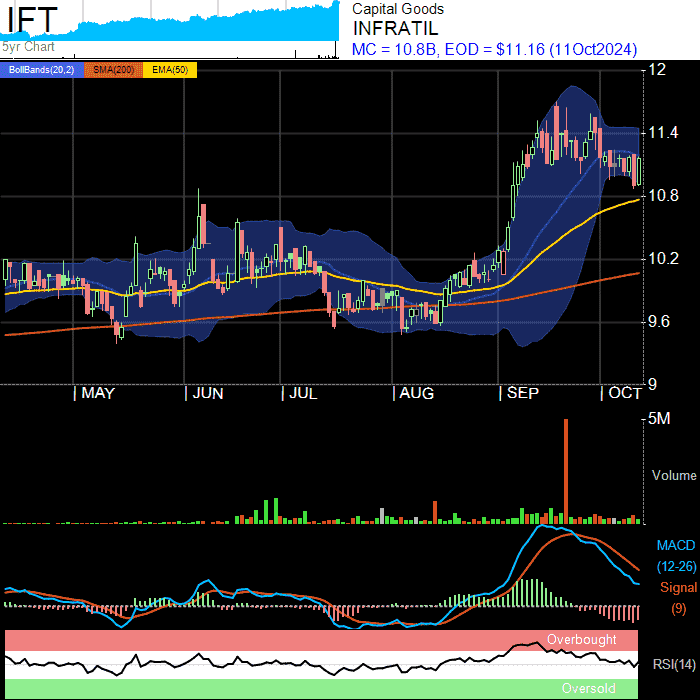 IFT
5yr Chart
Capital Goods
INFRATIL
MC = 10.8B, EOD = $11.16 (11Oct2024)
BollBands(20,2) SMA(200) EMA(50)
12
11.4
10.8
10.2
9.6
9
MAY JUN JUL AUG SEP OCT
5M
Volume
MACD
(12-26)
Signal
(9)
Overbought
RSI(14)
Oversold